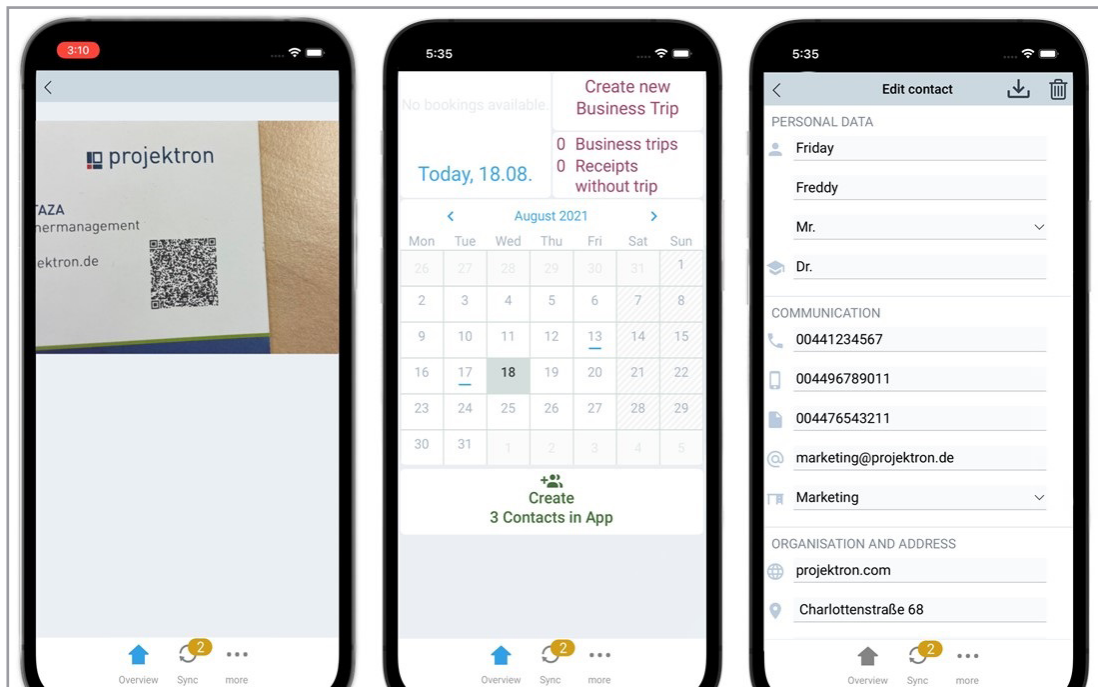 3:10
projektron
TAZA
nermanagement
ektron.de
2
Overview
Sync
more
5:35
No bookings available.
Create new
Business Trip
Today, 18.08.
0 Business trips
0 Receipts
without trip
August 2021
Mon Tue Wed Thu Fri Sat Sun
26 27 28 29 30 31 1
2 3 4 5 6 7 8
9 10 11 12 13 14 15
16 17 18 19 20 21 22
23 24 25 26 27 28 29
30 31 1 2 3 4 5
Create
3 Contacts in App
2
Overview
Sync
more
5:35
Edit contact
PERSONAL DATA
Friday
Freddy
Mr.
Dr.
COMMUNICATION
00441234567
004496789011
004476543211
marketing@projektron.de
Marketing
ORGANISATION AND ADDRESS
projektron.com
Charlottenstraße 68
2
Overview
Sync
more